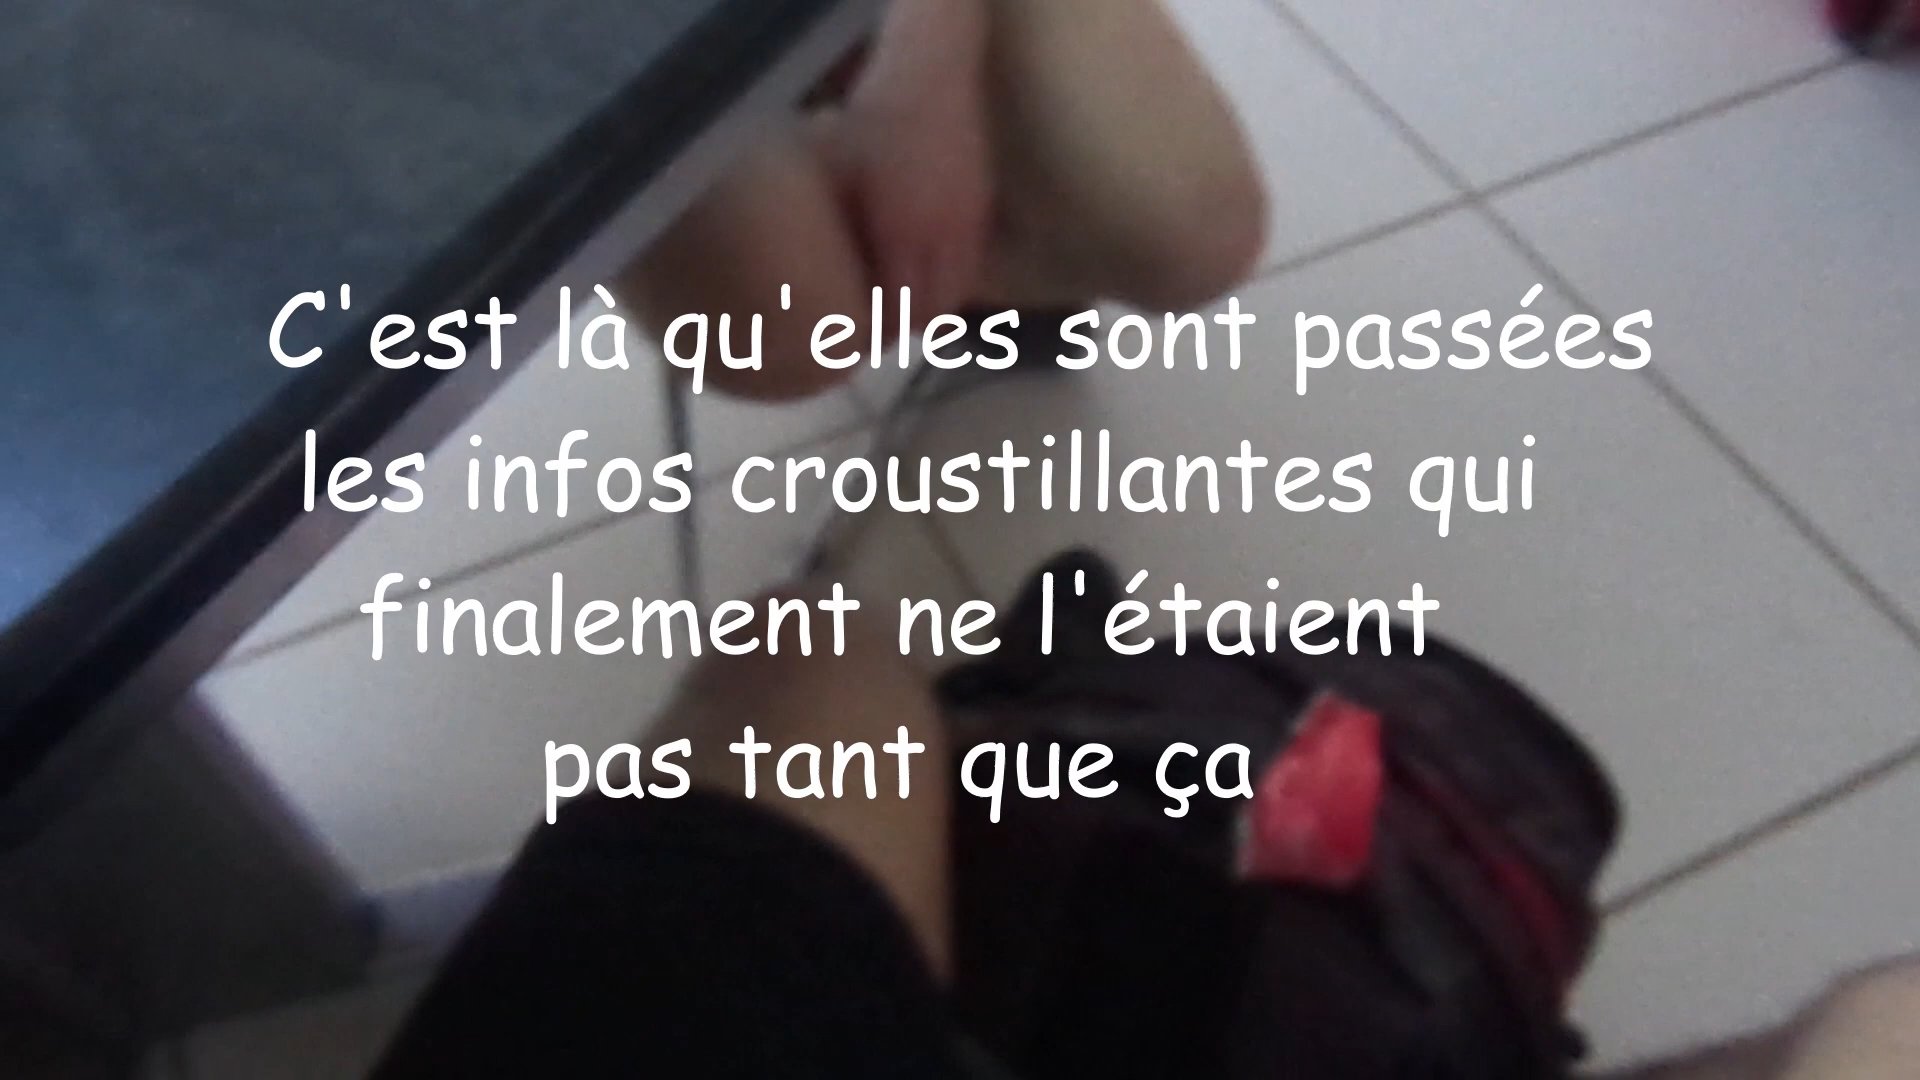 C'est là qu'elles sont passées
les infos croustillantes qui
finalement ne l'étaient
pas tant que ça